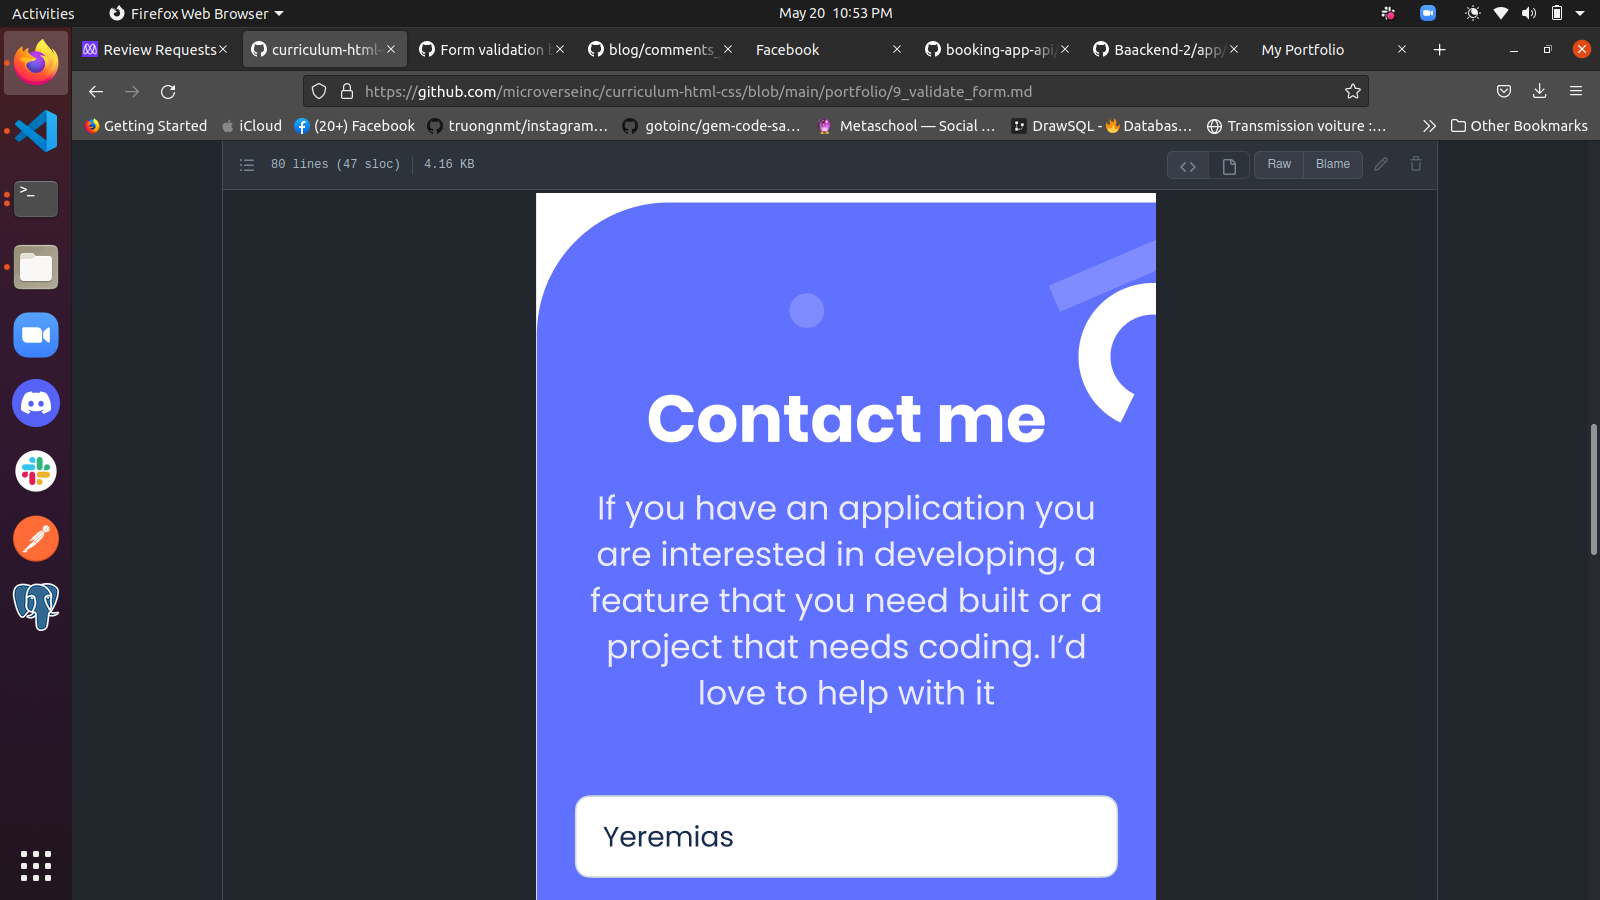 Activities
Firefox Web Browser
May 20 10:53 PM
Review Requests
curriculum-html-
Form validation
blog/comments_
Facebook
booking-app-api/
Baackend-2/app/
My Portfolio
https://github.com/microverseinc/curriculum-html-css/blob/main/portfolio/9_validate_form.md
Getting Started
iCloud
(20+) Facebook
truongnmt/instagram…
gotoinc/gem-code-sa…
Metaschool — Social …
DrawSQL - 🔥 Databas…
Transmission voiture :…
Other Bookmarks
80 lines (47 sloc)
4.16 KB
Raw
Blame
Contact me
If you have an application you
are interested in developing, a
feature that you need built or a
project that needs coding. I’d
love to help with it
Yeremias